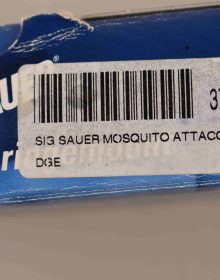 37
SIG SAUER MOSQUITO ATTACC
DGE